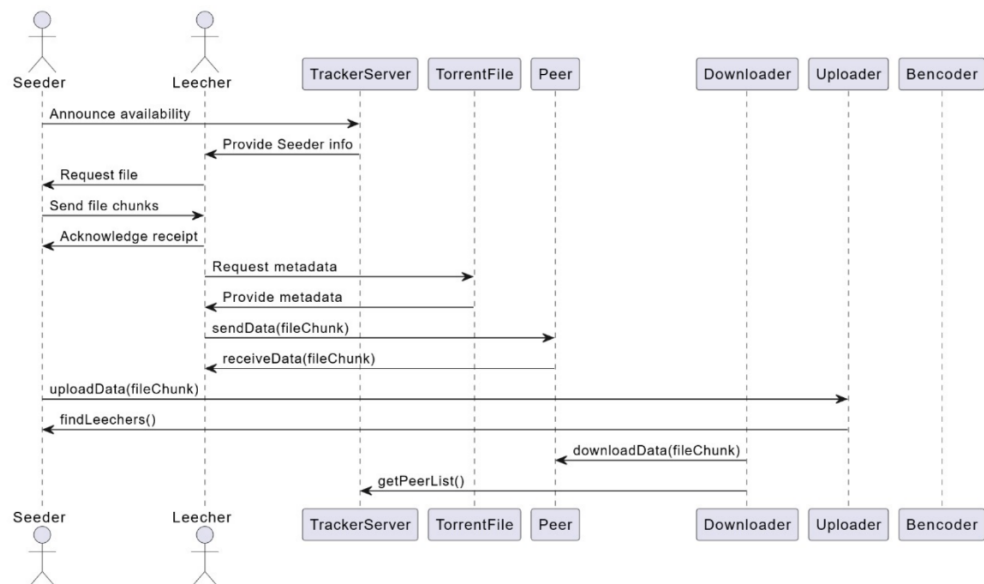 Seeder
Leecher
TrackerServer
TorrentFile
Peer
Downloader
Uploader
Bencoder
Announce availability
Provide Seeder info
Request file
Send file chunks
Acknowledge receipt
Request metadata
Provide metadata
sendData(fileChunk)
receiveData(fileChunk)
uploadData(fileChunk)
findLeechers()
downloadData(fileChunk)
getPeerList()
Seeder
Leecher
TrackerServer
TorrentFile
Peer
Downloader
Uploader
Bencoder